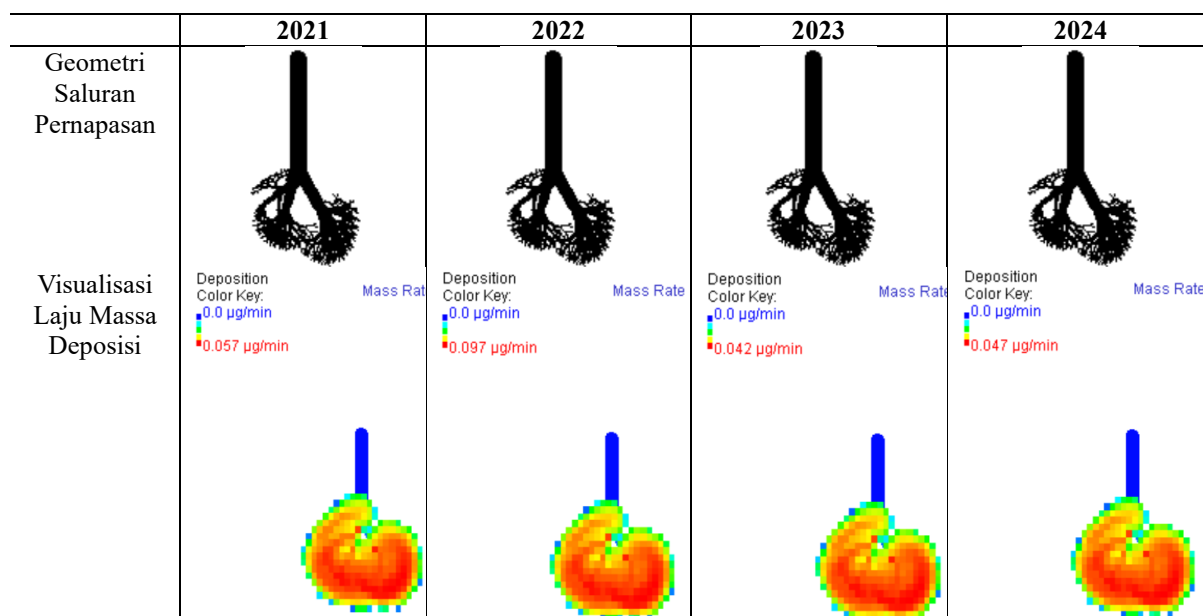 2021 2022 2023 2024
Geometri
Saluran
Pernapasan
Visualisasi
Laju Massa
Deposisi
Deposition
Color Key:
Mass Rat
0.0 µg/min
0.057 µg/min
Deposition
Color Key:
Mass Rate
0.0 µg/min
0.097 µg/min
Deposition
Color Key:
Mass Rate
0.0 µg/min
0.042 µg/min
Deposition
Color Key:
Mass Rate
0.0 µg/min
0.047 µg/min